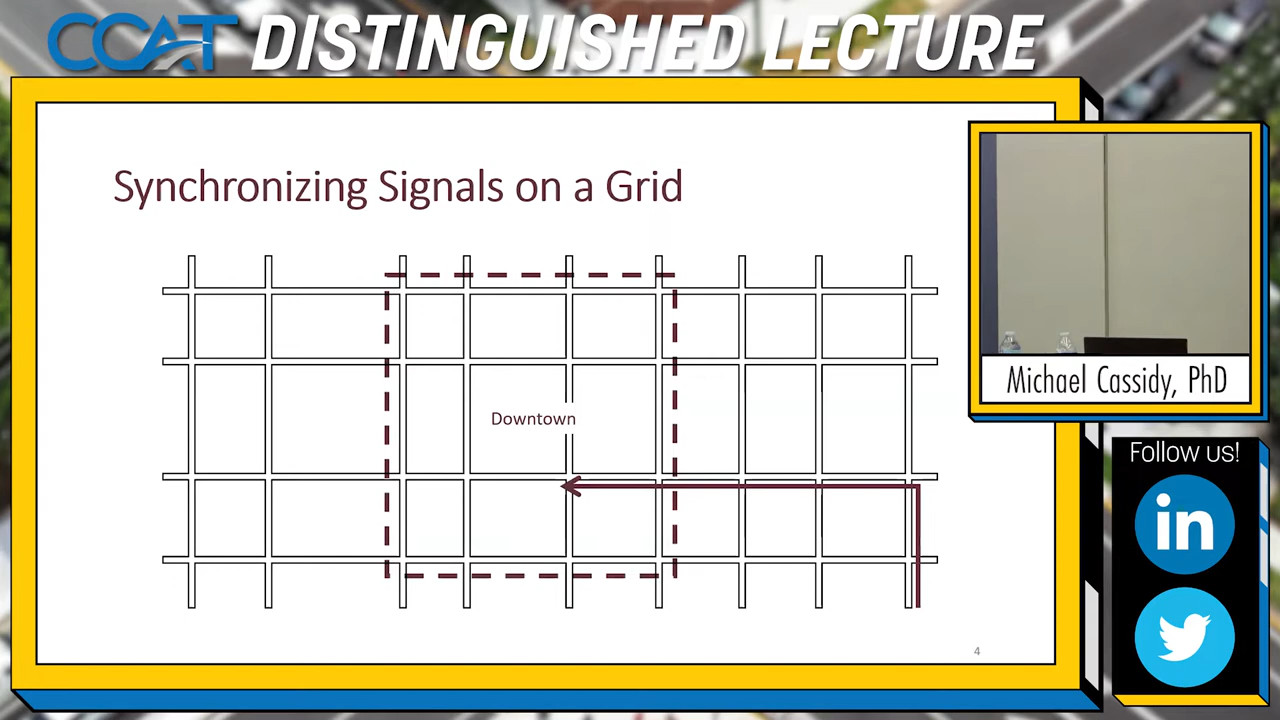 CCAT DISTINGUISHED LECTURE
Synchronizing Signals on a Grid
Downtown
4
Michael Cassidy, PhD
Follow us!
in